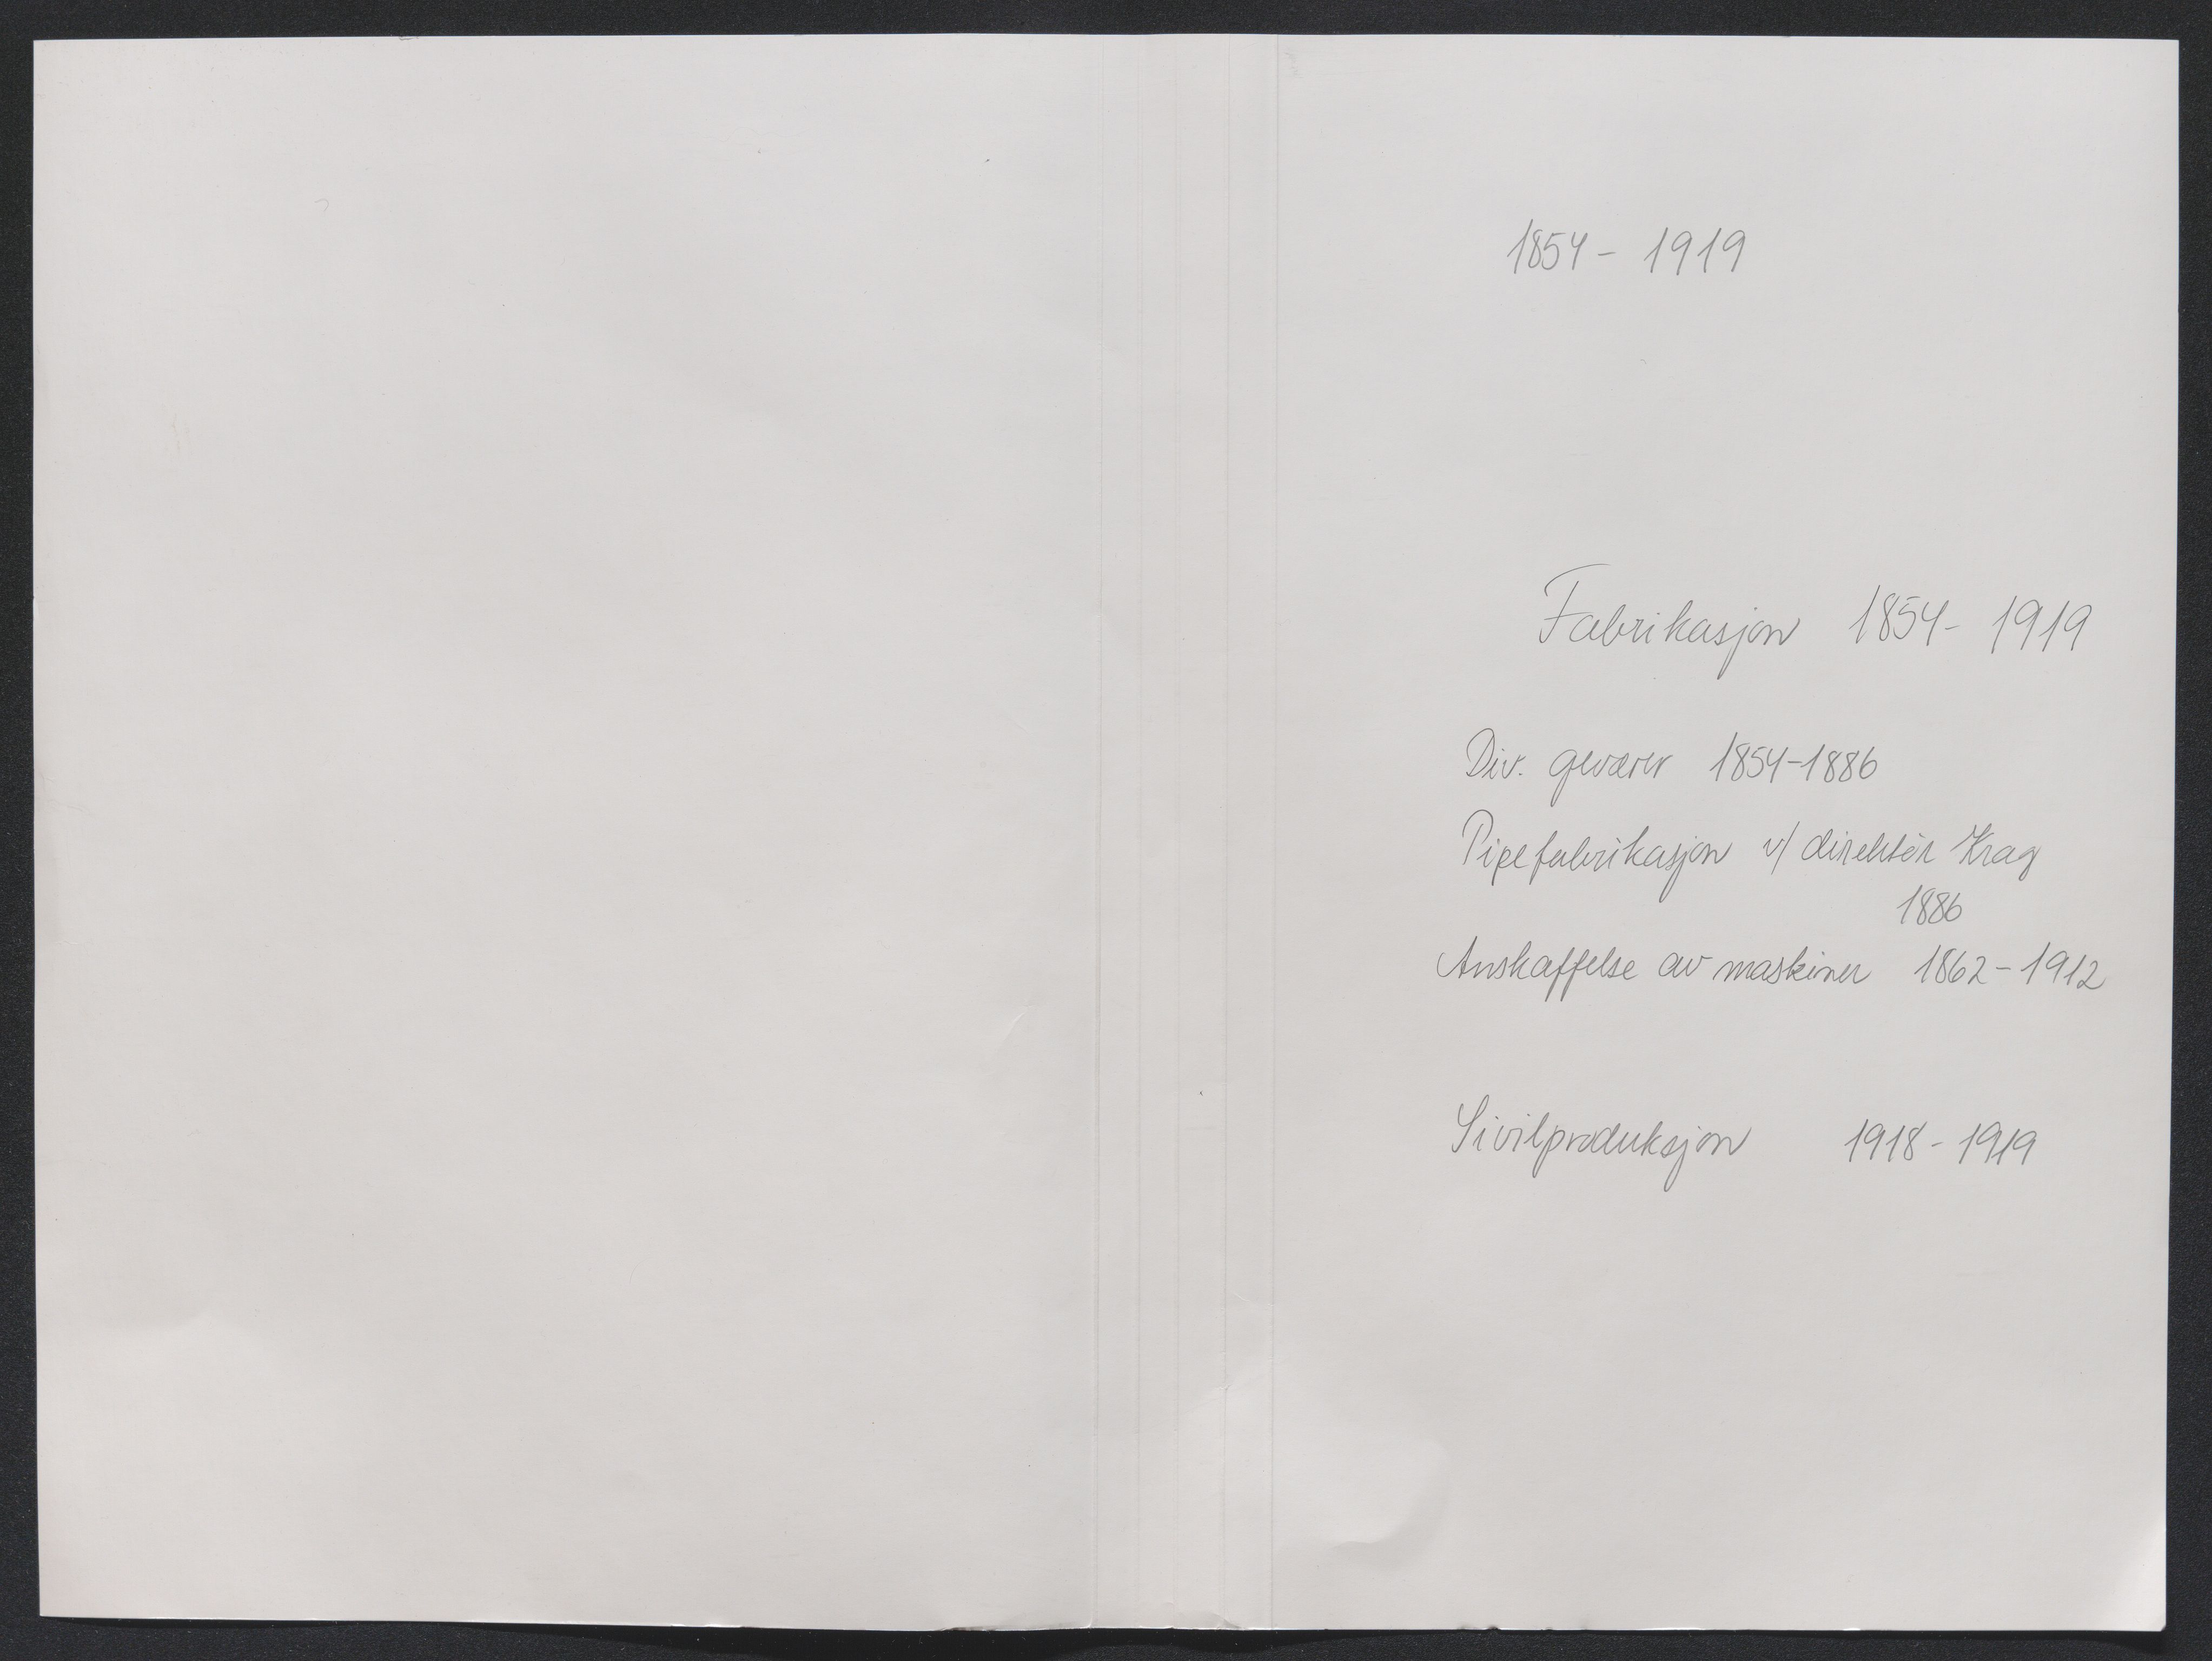 1854 - 1919
Fabrikasjon 1854 - 1919
Div. geværer 1854-1886
Pipefabrikasjon v/ direktør Krag
1886
Anskaffelse av maskiner 1862-1912
Sivilproduksjon 1918-1919